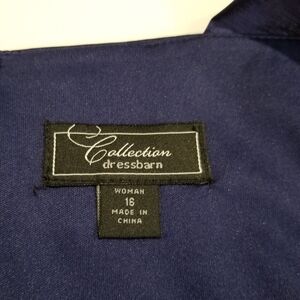 Collection
dressbarn
WOMAN
16
MADE IN
CHINA